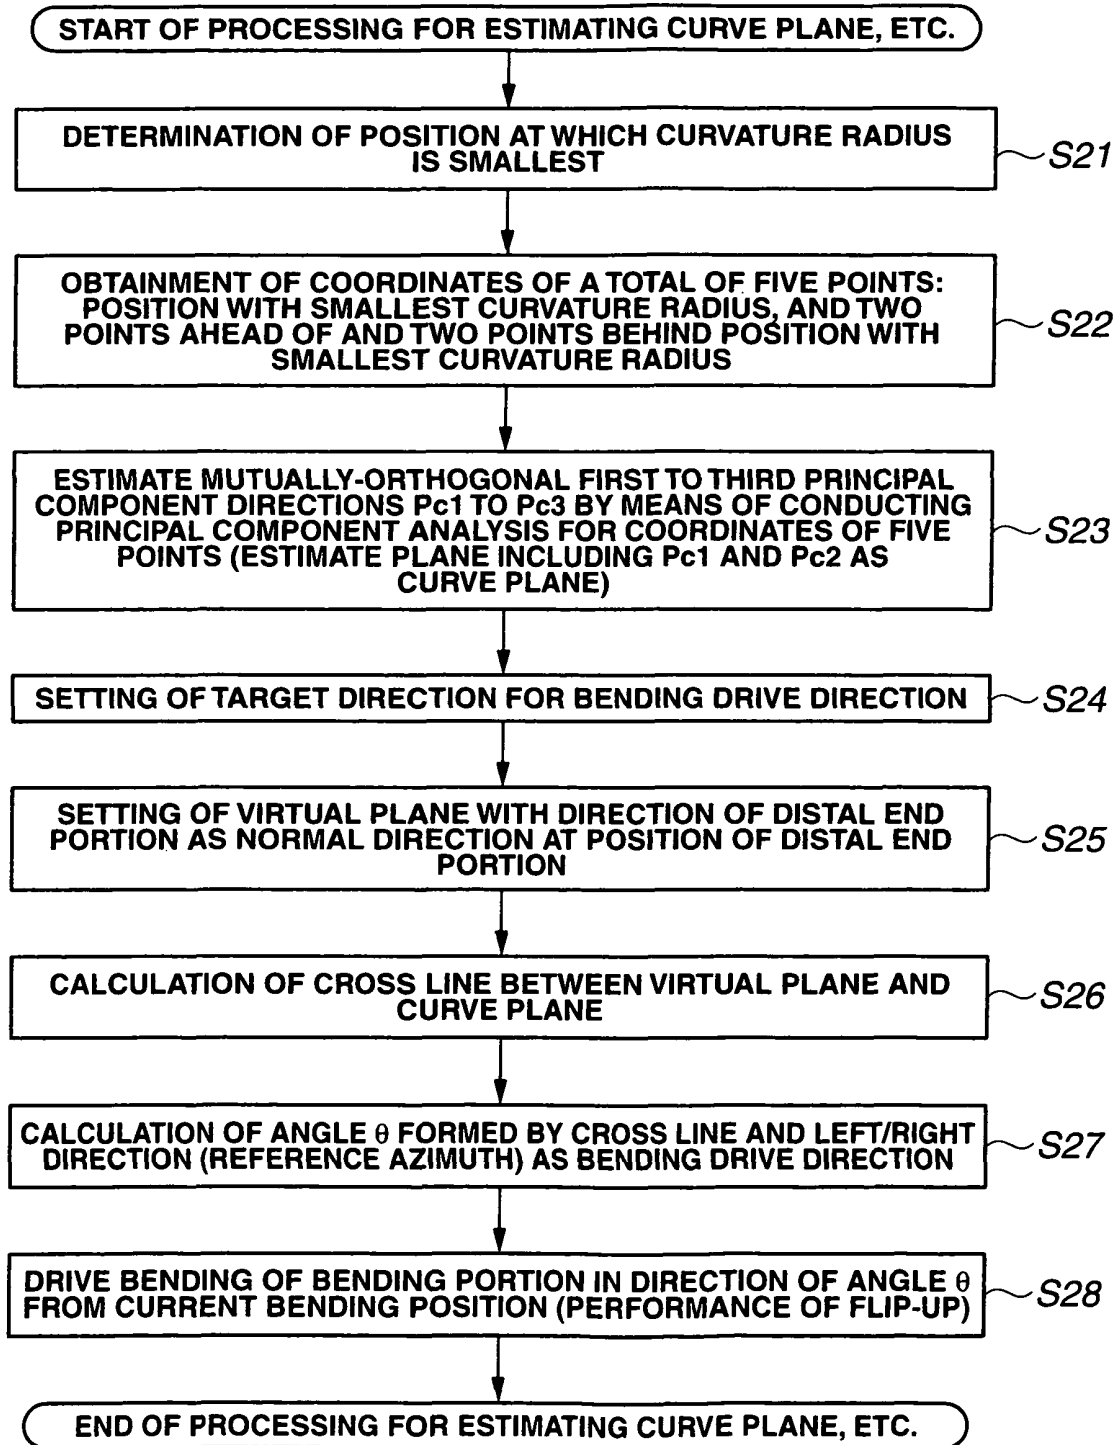 START OF PROCESSING FOR ESTIMATING CURVE PLANE, ETC.
DETERMINATION OF POSITION AT WHICH CURVATURE RADIUS
IS SMALLEST
S21
OBTAINMENT OF COORDINATES OF A TOTAL OF FIVE POINTS:
POSITION WITH SMALLEST CURVATURE RADIUS, AND TWO
POINTS AHEAD OF AND TWO POINTS BEHIND POSITION WITH
SMALLEST CURVATURE RADIUS
S22
ESTIMATE MUTUALLY-ORTHOGONAL FIRST TO THIRD PRINCIPAL
COMPONENT DIRECTIONS Pc1 TO Pc3 BY MEANS OF CONDUCTING
PRINCIPAL COMPONENT ANALYSIS FOR COORDINATES OF FIVE
POINTS (ESTIMATE PLANE INCLUDING Pc1 AND Pc2 AS
CURVE PLANE)
S23
SETTING OF TARGET DIRECTION FOR BENDING DRIVE DIRECTION
S24
SETTING OF VIRTUAL PLANE WITH DIRECTION OF DISTAL END
PORTION AS NORMAL DIRECTION AT POSITION OF DISTAL END
PORTION
S25
CALCULATION OF CROSS LINE BETWEEN VIRTUAL PLANE AND
CURVE PLANE
S26
CALCULATION OF ANGLE θ FORMED BY CROSS LINE AND LEFT/RIGHT
DIRECTION (REFERENCE AZIMUTH) AS BENDING DRIVE DIRECTION
S27
DRIVE BENDING OF BENDING PORTION IN DIRECTION OF ANGLE θ
FROM CURRENT BENDING POSITION (PERFORMANCE OF FLIP-UP)
S28
END OF PROCESSING FOR ESTIMATING CURVE PLANE, ETC.